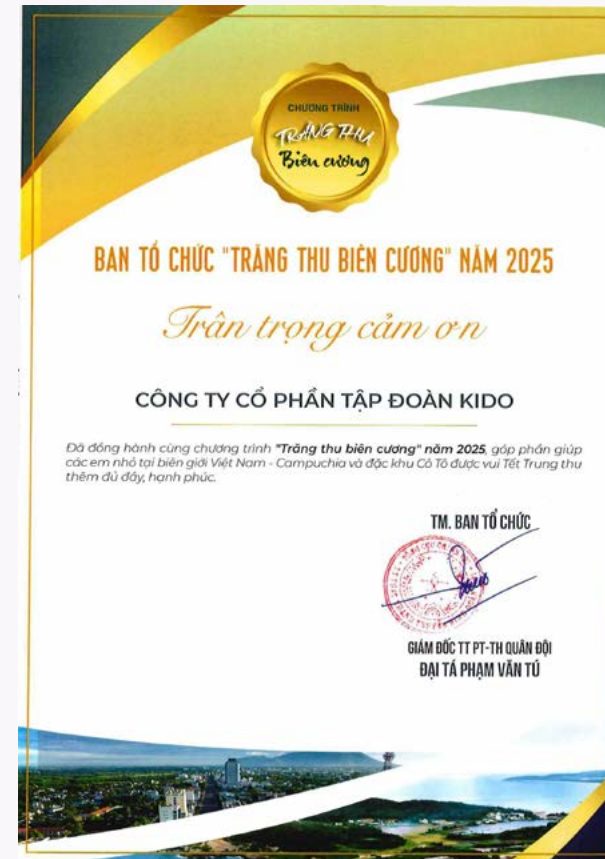 CHƯƠNG TRÌNH
TRĂNG THU
Biên cương
BAN TỔ CHỨC "TRĂNG THU BIÊN CƯƠNG" NĂM 2025
Trân trọng cảm ơn
CÔNG TY CỔ PHẦN TẬP ĐOÀN KIDO
Đã đồng hành cùng chương trình "Trăng thu biên cương" năm 2025, góp phần giúp
các em nhỏ tại biên giới Việt Nam - Campuchia và đặc khu Cô Tô được vui Tết Trung thu
thêm đủ đầy, hạnh phúc.
TM. BAN TỔ CHỨC
GIÁM ĐỐC TT PT-TH QUÂN ĐỘI
ĐẠI TÁ PHẠM VĂN TÚ